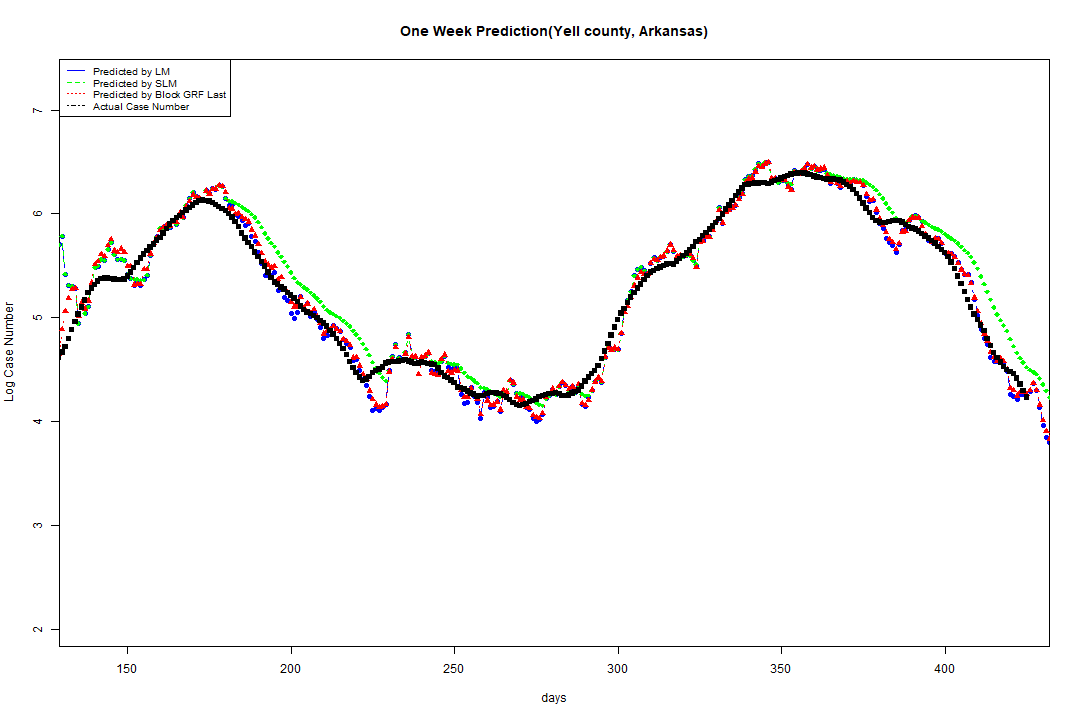 One Week Prediction(Yell county, Arkansas)
Predicted by LM
Predicted by SLM
Predicted by Block GRF Last
Actual Case Number
Log Case Number
7
6
5
4
3
2
150 200 250 300 350 400
days